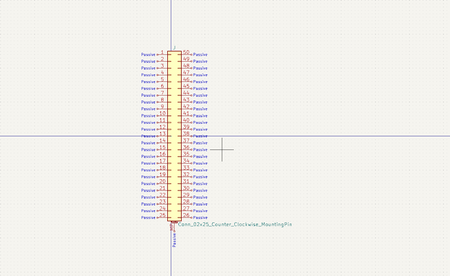 J
Passive 1 50 Passive
Passive 2 49 Passive
Passive 3 48 Passive
Passive 4 47 Passive
Passive 5 46 Passive
Passive 6 45 Passive
Passive 7 44 Passive
Passive 8 43 Passive
Passive 9 42 Passive
Passive 10 41 Passive
Passive 11 40 Passive
Passive 12 39 Passive
Passive 13 38 Passive
Passive 14 37 Passive
Passive 15 36 Passive
Passive 16 35 Passive
Passive 17 34 Passive
Passive 18 33 Passive
Passive 19 32 Passive
Passive 20 31 Passive
Passive 21 30 Passive
Passive 22 29 Passive
Passive 23 28 Passive
Passive 24 27 Passive
Passive 25 26 Passive
Conn_02x25_Counter_Clockwise_MountingPin
Passive